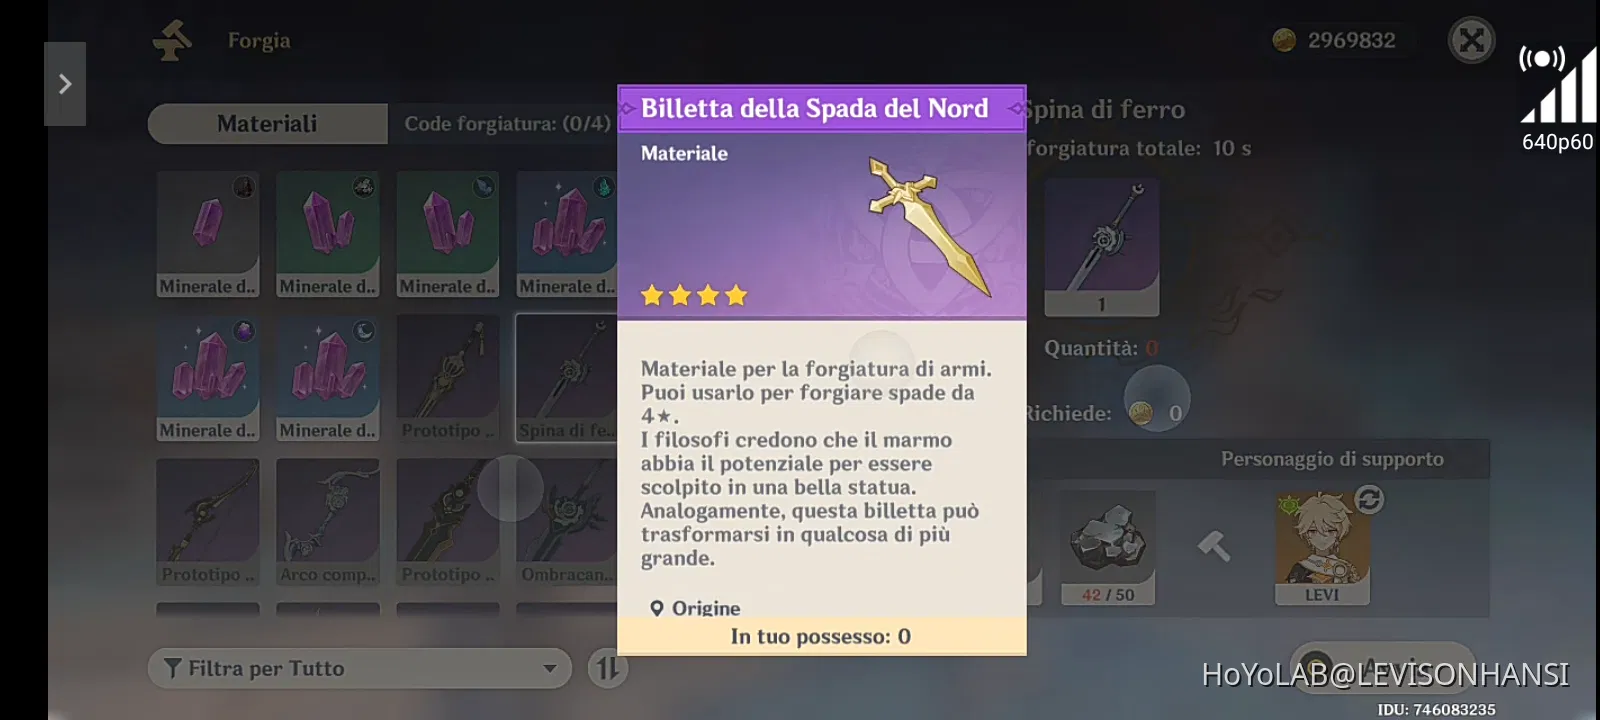 Forgia
2969832
640p60
Materiali
Code forgiatura: (0/4)
Billetta della Spada del Nord
Spina di ferro
forgiatura totale: 10 s
Materiale
Minerale d..
Minerale d..
Minerale d..
Minerale d..
1
Quantità: 0
Richiede: 0
Minerale d..
Minerale d..
Prototipo ..
Spina di fe..
Materiale per la forgiatura di armi.
Puoi usarlo per forgiare spade da
4★.
I filosofi credono che il marmo
abbia il potenziale per essere
scolpito in una bella statua.
Analogamente, questa billetta può
trasformarsi in qualcosa di più
grande.
Personaggio di supporto
Prototipo ..
Arco comp..
Prototipo ..
Ombracan..
42 / 50
LEVI
Origine
In tuo possesso: 0
Filtra per Tutto
HoYoLAB@LEVISONHANSI
IDU: 746083235